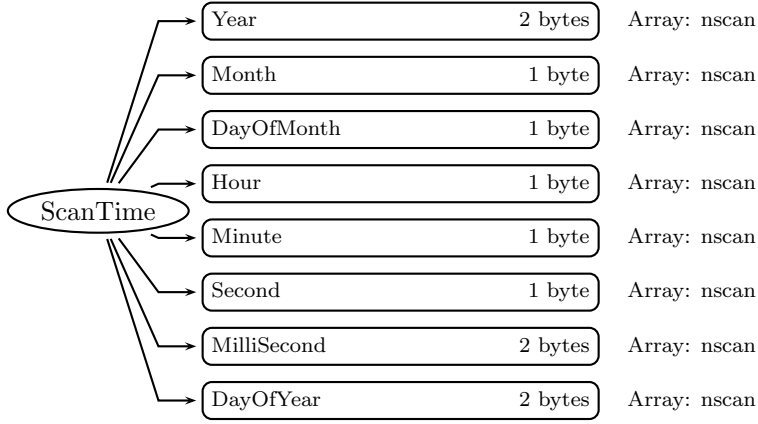 Year 2 bytes Array: nscan
Month 1 byte Array: nscan
DayOfMonth 1 byte Array: nscan
Hour 1 byte Array: nscan
ScanTime
Minute 1 byte Array: nscan
Second 1 byte Array: nscan
MilliSecond 2 bytes Array: nscan
DayOfYear 2 bytes Array: nscan